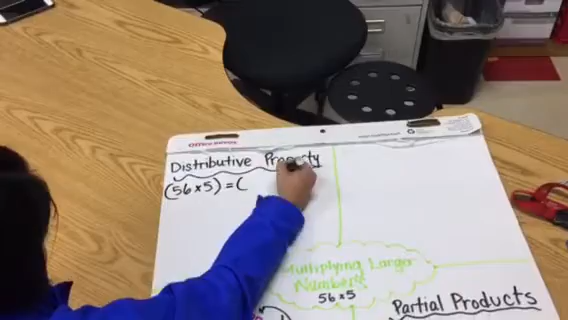 Distributive Property
(56×5) = (
Multiplying Larger
Numbers
56×5
Partial Products